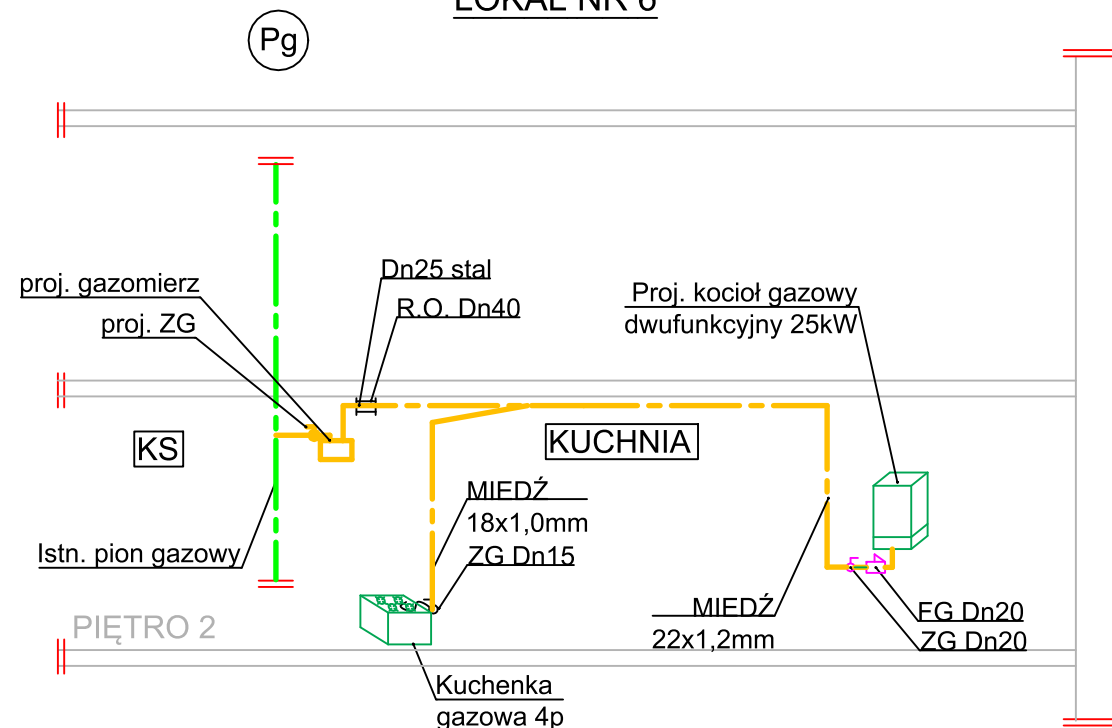 LOKAL NR 6
Pg
Dn25 stal
proj. gazomierz
R.O. Dn40
proj. ZG
Proj. kocioł gazowy
dwufunkcyjny 25kW
KS
KUCHNIA
MIEDŹ
18x1,0mm
Istn. pion gazowy
ZG Dn15
MIEDŹ
22x1,2mm
FG Dn20
ZG Dn20
PIĘTRO 2
Kuchenka
gazowa 4p